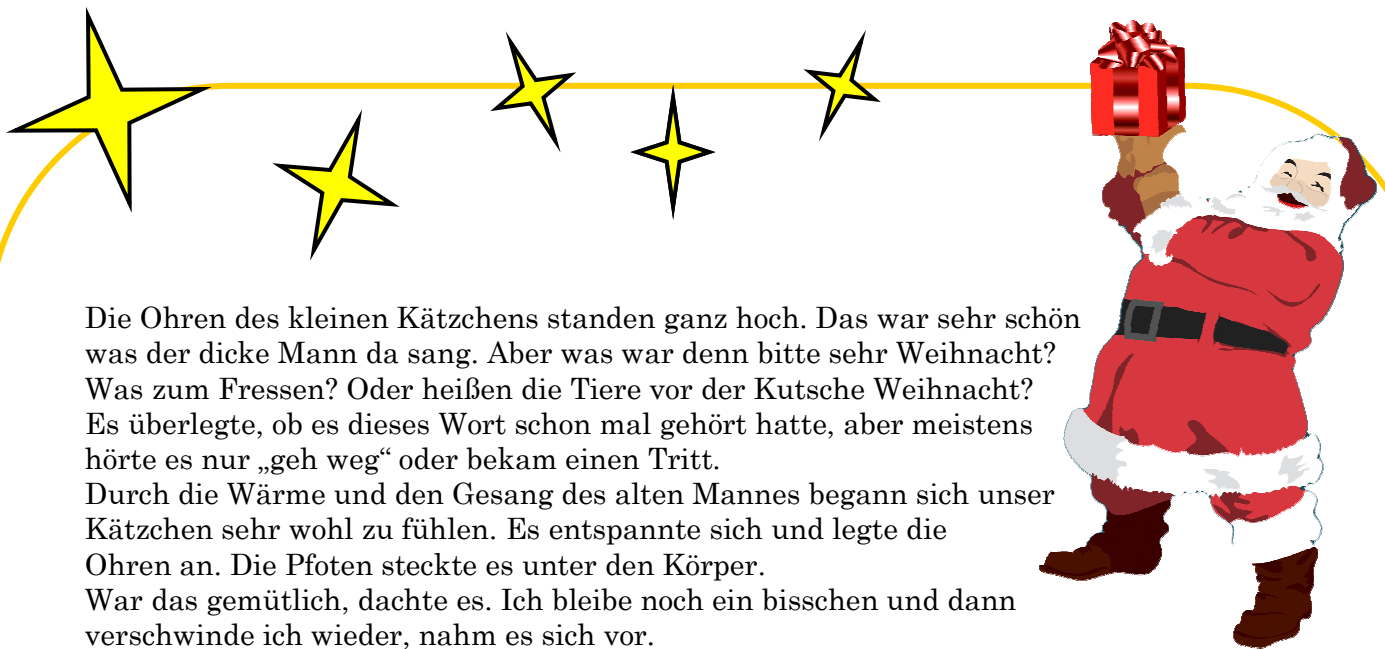 Die Ohren des kleinen Kätzchens standen ganz hoch. Das war sehr schön
was der dicke Mann da sang. Aber was war denn bitte sehr Weihnacht?
Was zum Fressen? Oder heißen die Tiere vor der Kutsche Weihnacht?
Es überlegte, ob es dieses Wort schon mal gehört hatte, aber meistens
hörte es nur „geh weg“ oder bekam einen Tritt.
Durch die Wärme und den Gesang des alten Mannes begann sich unser
Kätzchen sehr wohl zu fühlen. Es entspannte sich und legte die
Ohren an. Die Pfoten steckte es unter den Körper.
War das gemütlich, dachte es. Ich bleibe noch ein bisschen und dann
verschwinde ich wieder, nahm es sich vor.